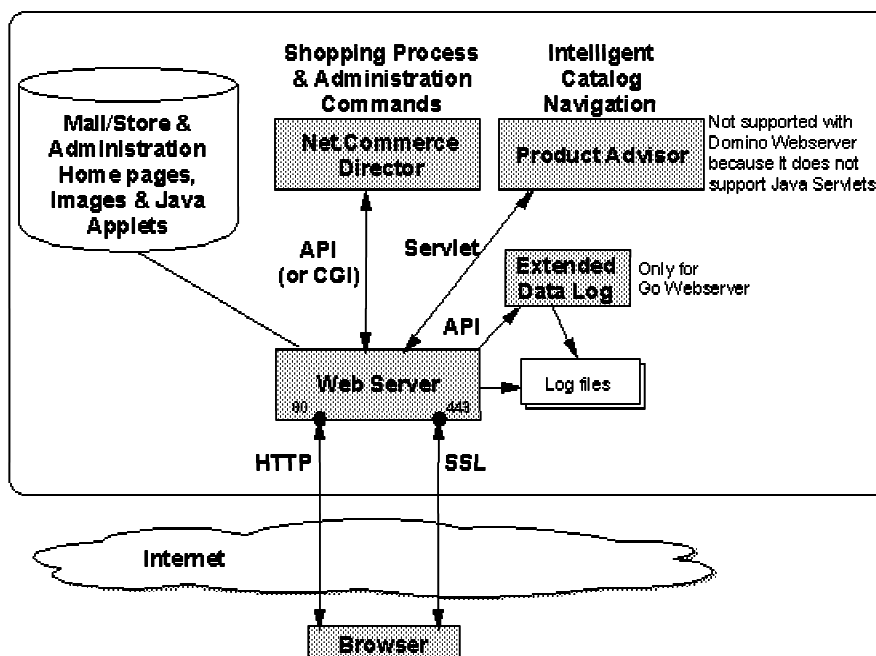 Shopping Process
& Administration
Commands
Intelligent
Catalog
Navigation
Mall/Store &
Administration
Home pages,
Images & Java
Applets
Net.Commerce
Director
Product Advisor
Not supported with
Domino Webserver
because it does not
support Java Servlets
API
(or CGI)
Servlet
Extended
Data Log
Only for
Go Webserver
API
Web Server
80
443
Log files
HTTP
SSL
Internet
Browser